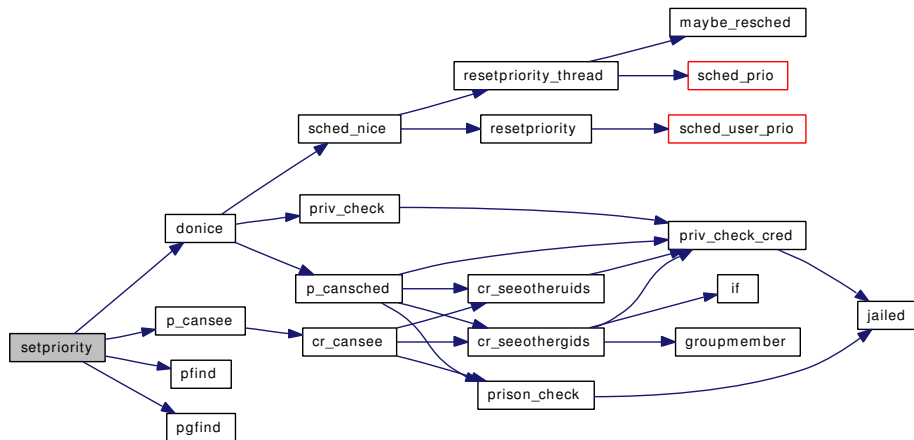 maybe_resched
resetpriority_thread
sched_prio
sched_nice
resetpriority
sched_user_prio
priv_check
donice
priv_check_cred
p_cansched
cr_seeotheruids
if
p_cansee
jailed
setpriority
cr_cansee
cr_seeothergids
groupmember
pfind
prison_check
pgfind